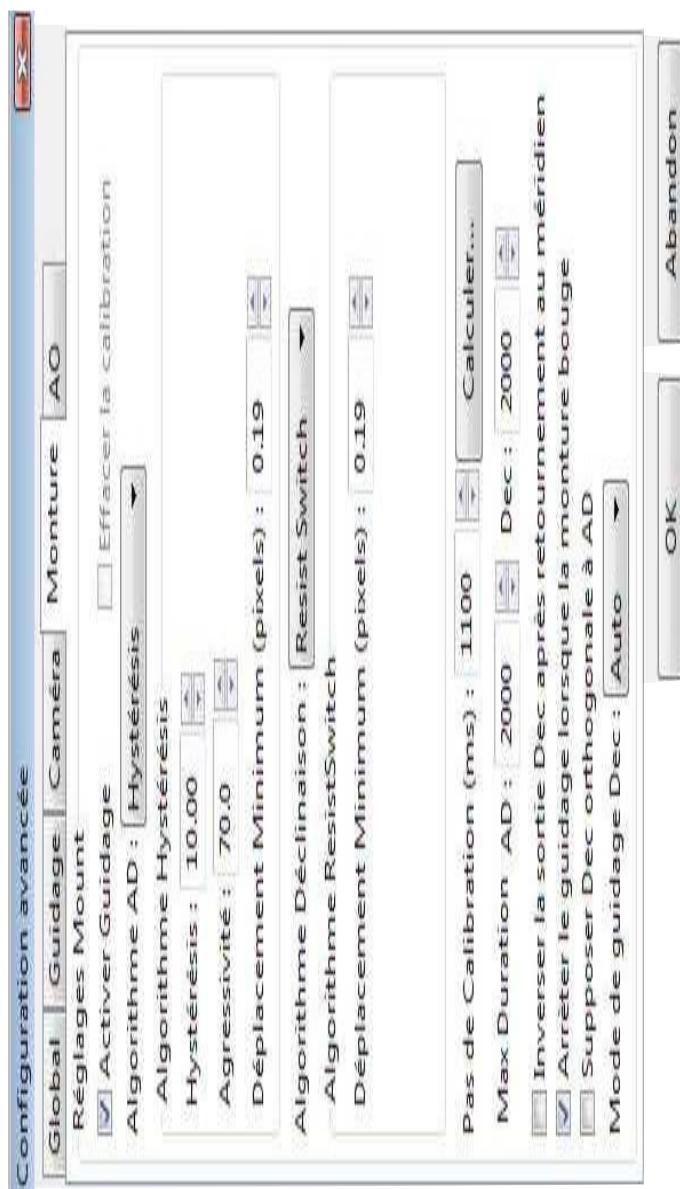 Configuration avancée
Global Guidage Caméra Monture AO
Réglages Mount
Activer Guidage Effacer la calibration
Algorithme AD : Hystérésis
Algorithme Hystérésis
Hystérésis : 10.00
Agressivité : 70.0
Déplacement Minimum (pixels) : 0.19
Algorithme Déclinaison : Resist Switch
Algorithme ResistSwitch
Déplacement Minimum (pixels) : 0.19
Pas de Calibration (ms) : 1100 Calculer...
Max Duration AD : 2000 Dec : 2000
Inverser la sortie Dec après retournement au méridien
Arrêter le guidage lorsque la monture bouge
Supposer Dec orthogonale à AD
Mode de guidage Dec : Auto
OK Abandon